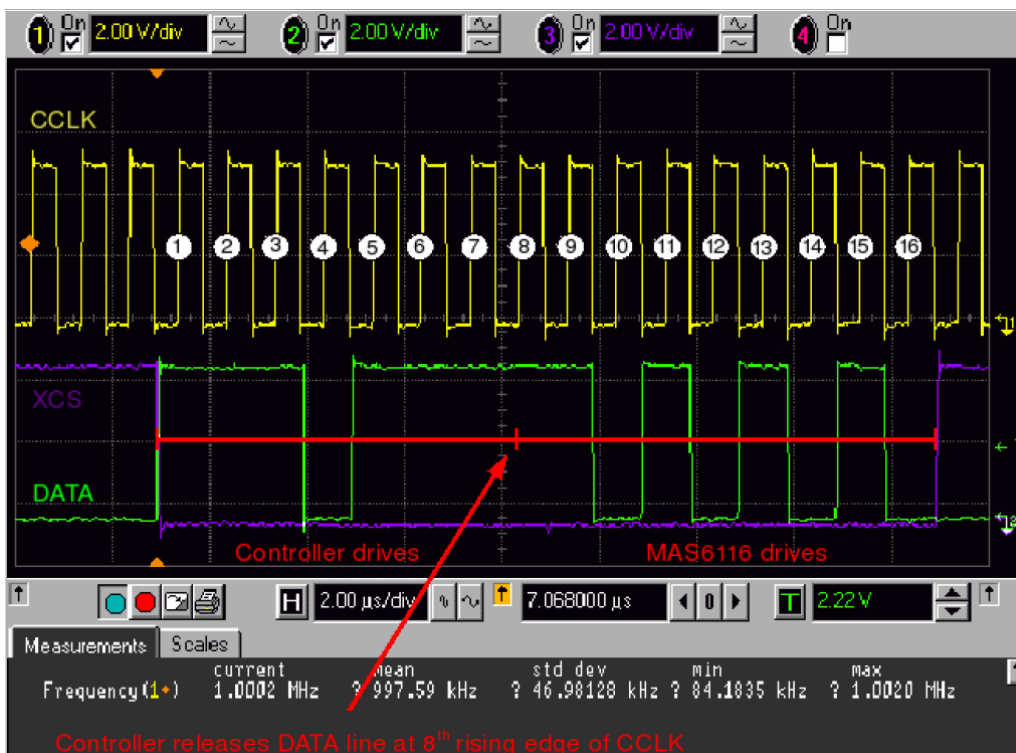 1 On 2.00 V/div 2 On 2.00 V/div 3 On 2.00 V/div 4 On
CCLK
1 2 3 4 5 6 7 8 9 10 11 12 13 14 15 16
XCS
DATA
Controller drives MAS6116 drives
H 2.00 µs/div 7.068000 µs 0 T 2.22 V
Measurements Scales
current mean std dev min max
Frequency(1) 1.0002 MHz ? 997.59 kHz ? 46.98128 kHz ? 84.1835 kHz ? 1.0020 MHz
Controller releases DATA line at 8th rising edge of CCLK